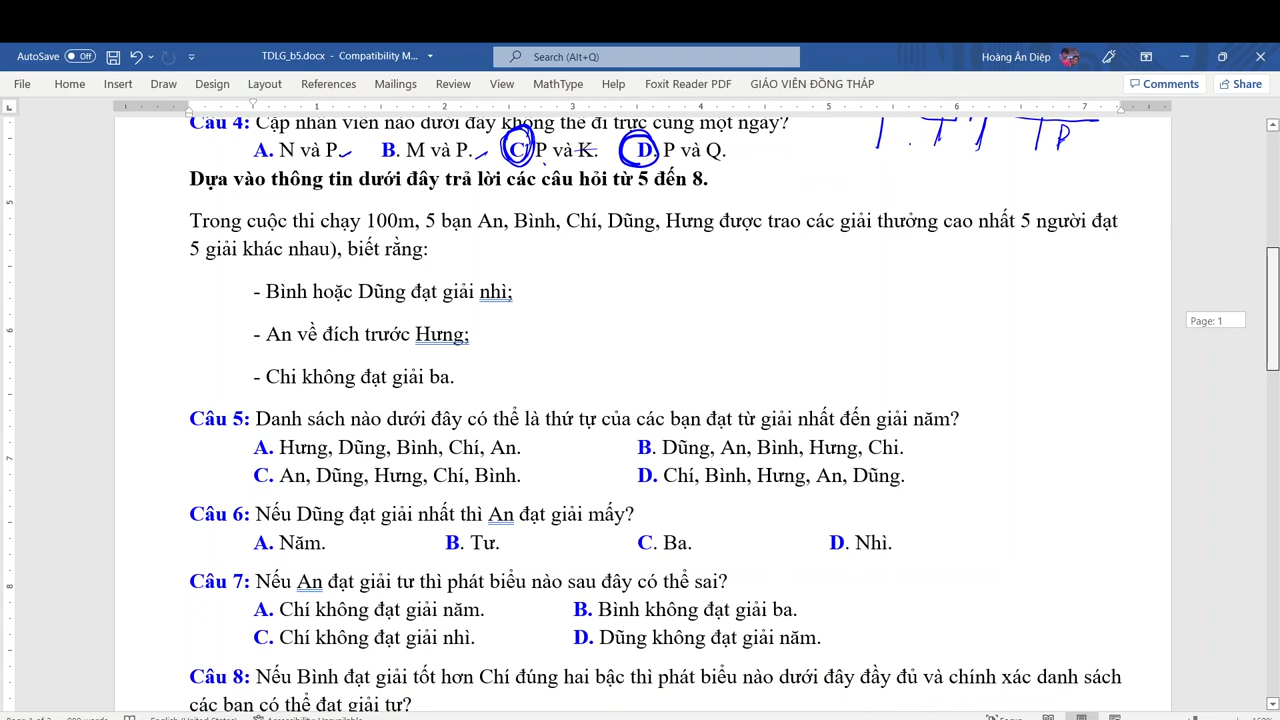 AutoSave Off TDLG_b5.docx - Compatibility M... Search (Alt+Q) Hoàng Ân Diệp
File Home Insert Draw Design Layout References Mailings Review View MathType Help Foxit Reader PDF GIÁO VIÊN ĐỒNG THÁP Comments Share
1 2 3 4 5 6 7
Câu 4: Cặp nhân viên nào dưới đây không thể đi trực cùng một ngày?
A. N và P. B. M và P. C. P và K. D. P và Q.
T P
Dựa vào thông tin dưới đây trả lời các câu hỏi từ 5 đến 8.
Trong cuộc thi chạy 100m, 5 bạn An, Bình, Chí, Dũng, Hưng được trao các giải thưởng cao nhất 5 người đạt
5 giải khác nhau), biết rằng:
- Bình hoặc Dũng đạt giải nhì;
Page: 1
- An về đích trước Hưng;
- Chi không đạt giải ba.
Câu 5: Danh sách nào dưới đây có thể là thứ tự của các bạn đạt từ giải nhất đến giải năm?
A. Hưng, Dũng, Bình, Chí, An. B. Dũng, An, Bình, Hưng, Chi.
C. An, Dũng, Hưng, Chí, Bình. D. Chí, Bình, Hưng, An, Dũng.
Câu 6: Nếu Dũng đạt giải nhất thì An đạt giải mấy?
A. Năm. B. Tư. C. Ba. D. Nhì.
Câu 7: Nếu An đạt giải tư thì phát biểu nào sau đây có thể sai?
A. Chí không đạt giải năm. B. Bình không đạt giải ba.
C. Chí không đạt giải nhì. D. Dũng không đạt giải năm.
Câu 8: Nếu Bình đạt giải tốt hơn Chí đúng hai bậc thì phát biểu nào dưới đây đầy đủ và chính xác danh sách
các bạn có thể đạt giải tư?